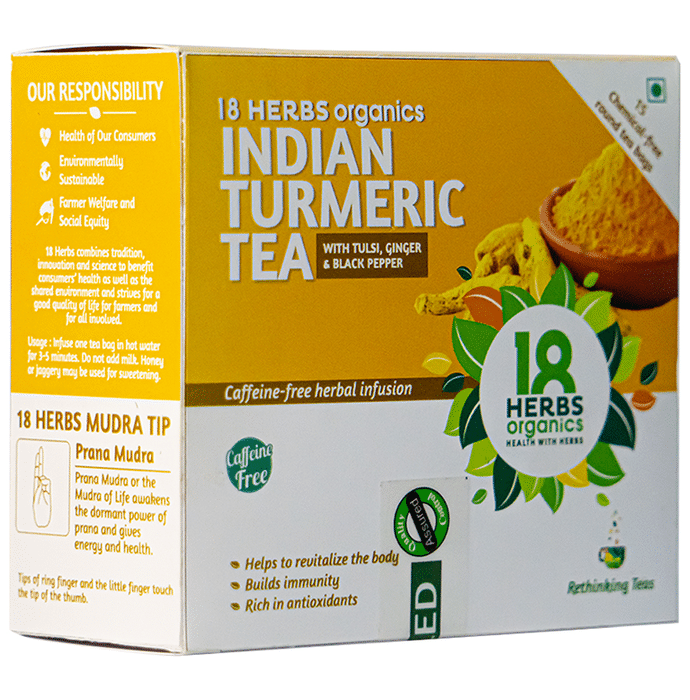 OUR RESPONSIBILITY
Health of Our Consumers
Environmentally
Sustainable
Farmer Welfare and
Social Equity
18 Herbs combines tradition,
innovation and science to benefit
consumers' health as well as the
shared environment and strives for a
good quality of life for farmers and
for all involved.
Usage : Infuse one tea bag in hot water
for 3-5 minutes. Do not add milk. Honey
or jaggery may be used for sweetening.
18 HERBS MUDRA TIP
Prana Mudra
Prana Mudra or the
Mudra of Life awakens
the dormant power of
prana and gives
energy and health.
Tips of ring finger and the little finger touch
the tip of the thumb.
18 HERBS organics
INDIAN
TURMERIC
TEA
WITH TULSI, GINGER
& BLACK PEPPER
15
Chemical-free
round tea bags
Caffeine-free herbal infusion
18
HERBS
organics
HEALTH WITH HERBS
Caffeine
Free
Quality
Assured
Control
ED
Helps to revitalize the body
Builds immunity
Rich in antioxidants
Rethinking Teas